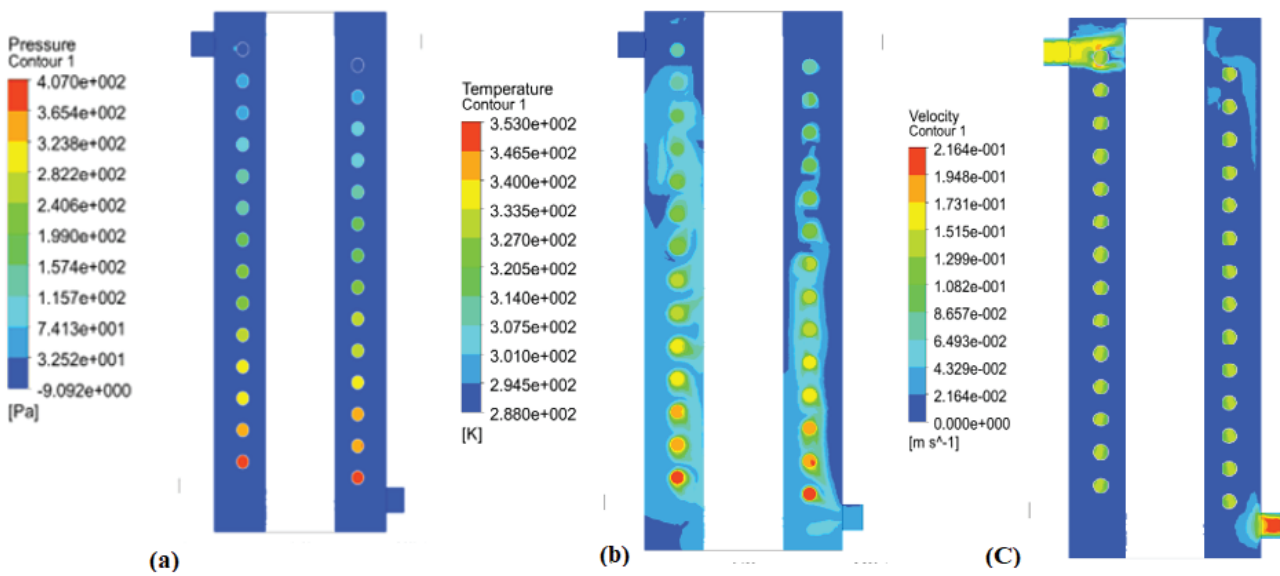 Pressure
Contour 1
4.070e+002
3.654e+002
3.238e+002
2.822e+002
2.406e+002
1.990e+002
1.574e+002
1.157e+002
7.413e+001
3.252e+001
-9.092e+000
[Pa]
(a)
Temperature
Contour 1
3.530e+002
3.465e+002
3.400e+002
3.335e+002
3.270e+002
3.205e+002
3.140e+002
3.075e+002
3.010e+002
2.945e+002
2.880e+002
[K]
(b)
Velocity
Contour 1
2.164e-001
1.948e-001
1.731e-001
1.515e-001
1.299e-001
1.082e-001
8.657e-002
6.493e-002
4.329e-002
2.164e-002
0.000e+000
[m s^-1]
(C)